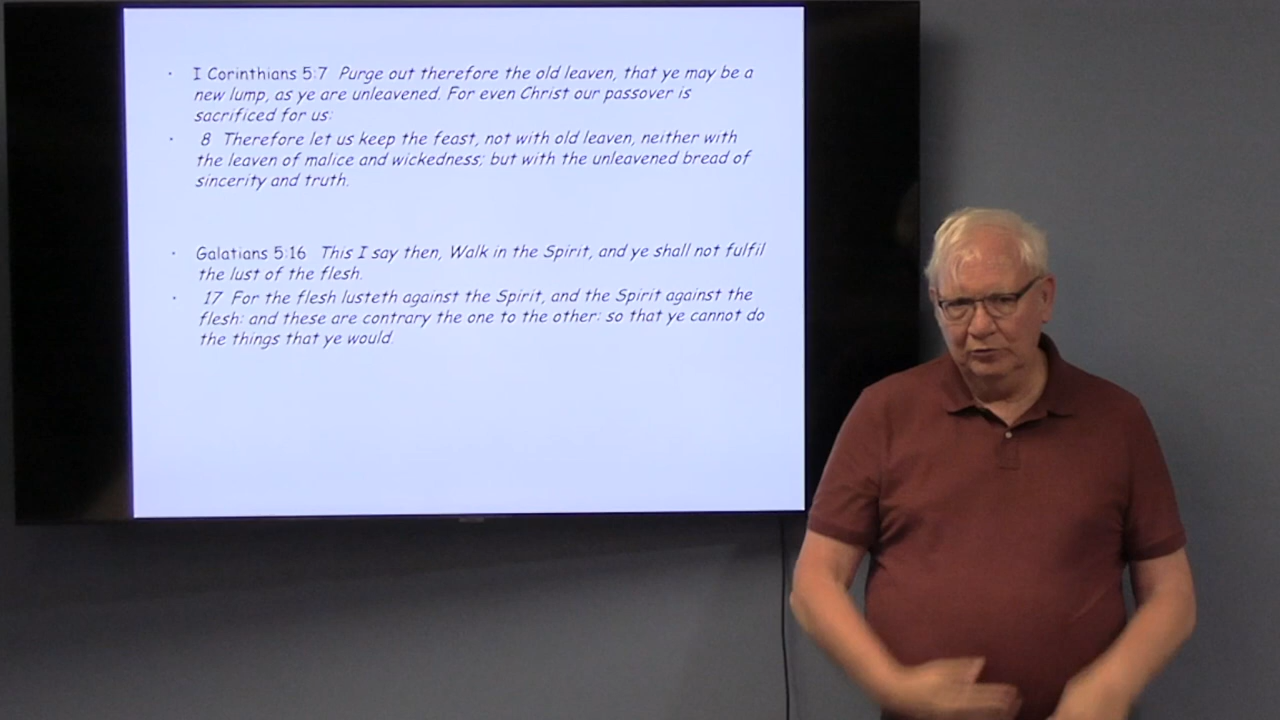 · I Corinthians 5:7 Purge out therefore the old leaven, that ye may be a
new lump, as ye are unleavened. For even Christ our passover is
sacrificed for us:
· 8 Therefore let us keep the feast, not with old leaven, neither with
the leaven of malice and wickedness; but with the unleavened bread of
sincerity and truth.
· Galatians 5:16 This I say then, Walk in the Spirit, and ye shall not fulfil
the lust of the flesh.
· 17 For the flesh lusteth against the Spirit, and the Spirit against the
flesh: and these are contrary the one to the other: so that ye cannot do
the things that ye would.